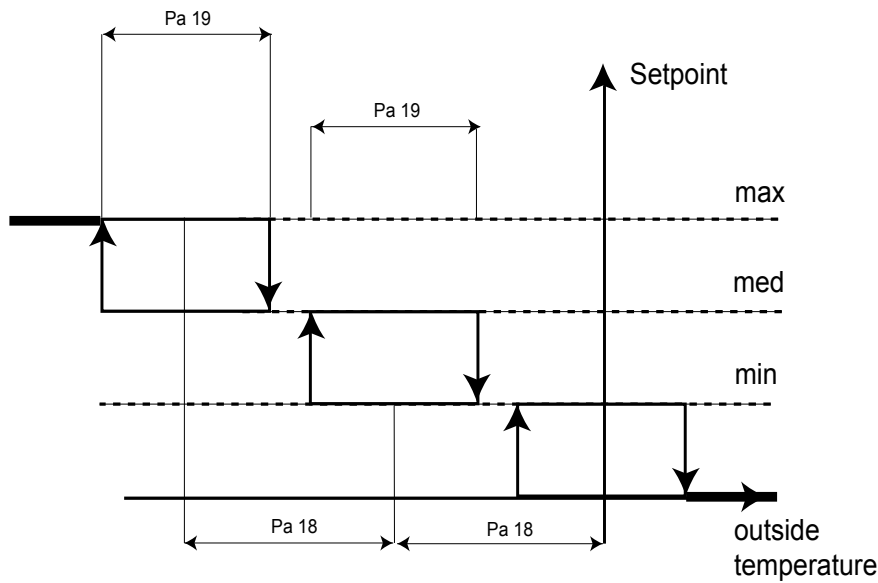 Pa 19
Setpoint
Pa 19
max
med
min
Pa 18
Pa 18
outside
temperature